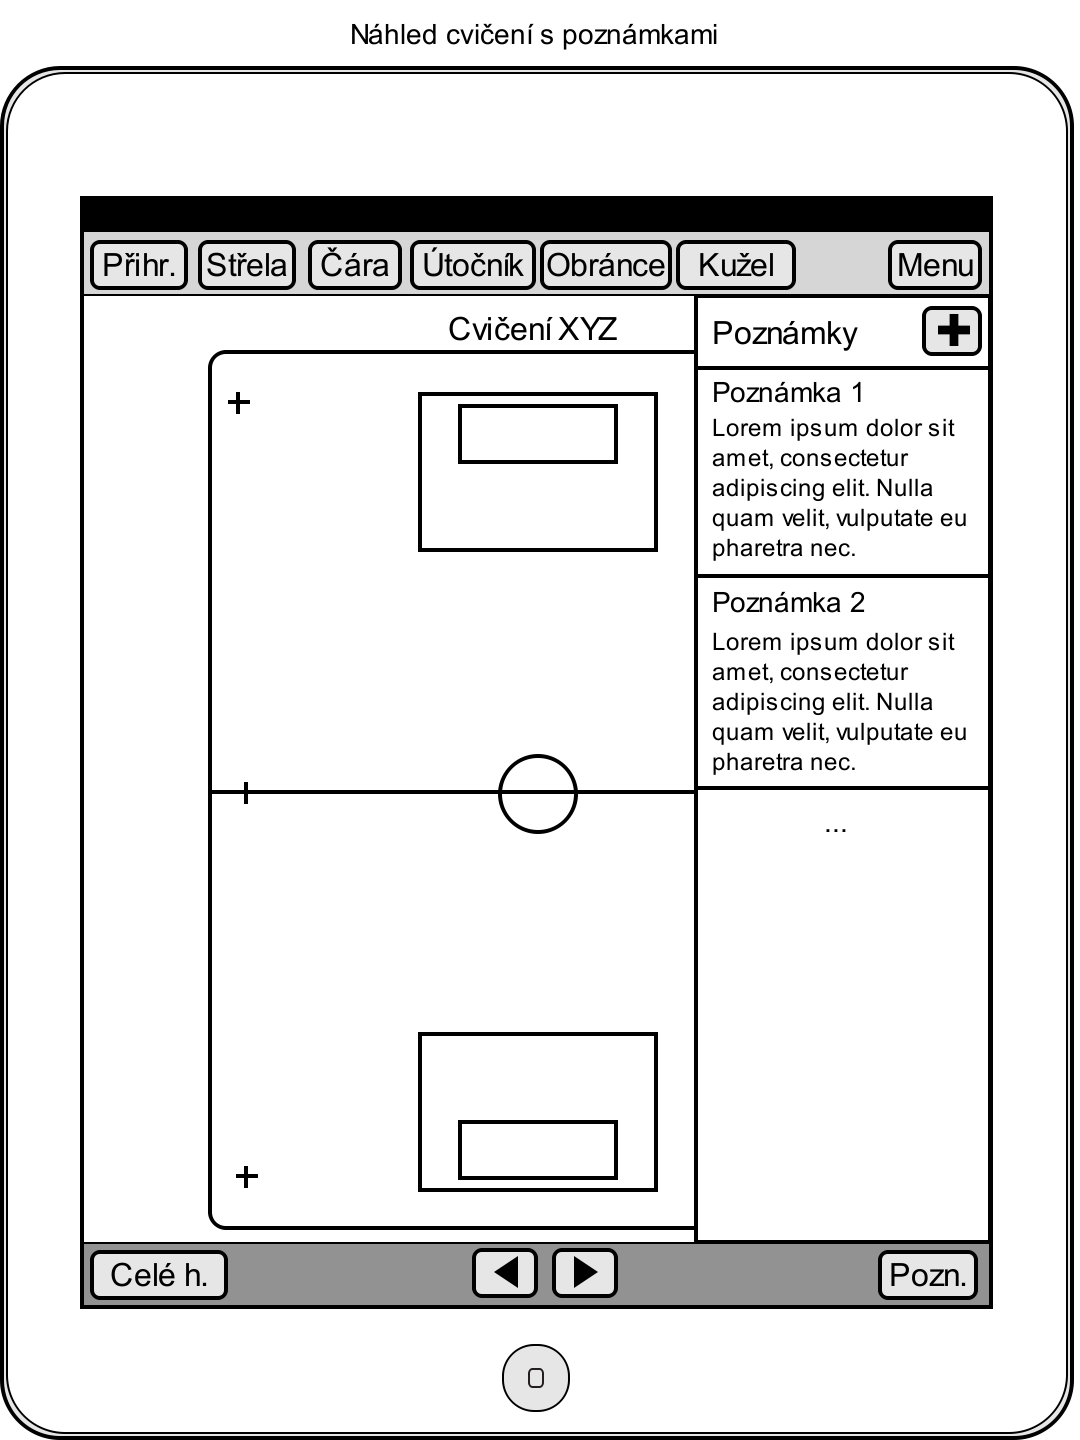 Náhled cvičení s poznámkami
Přihr. Střela Čára Útočník Obránce Kužel Menu
Cvičení XYZ
Poznámky
Poznámka 1
Lorem ipsum dolor sit
amet, consectetur
adipiscing elit. Nulla
quam velit, vulputate eu
pharetra nec.
Poznámka 2
Lorem ipsum dolor sit
amet, consectetur
adipiscing elit. Nulla
quam velit, vulputate eu
pharetra nec.
...
Celé h. Pozn.